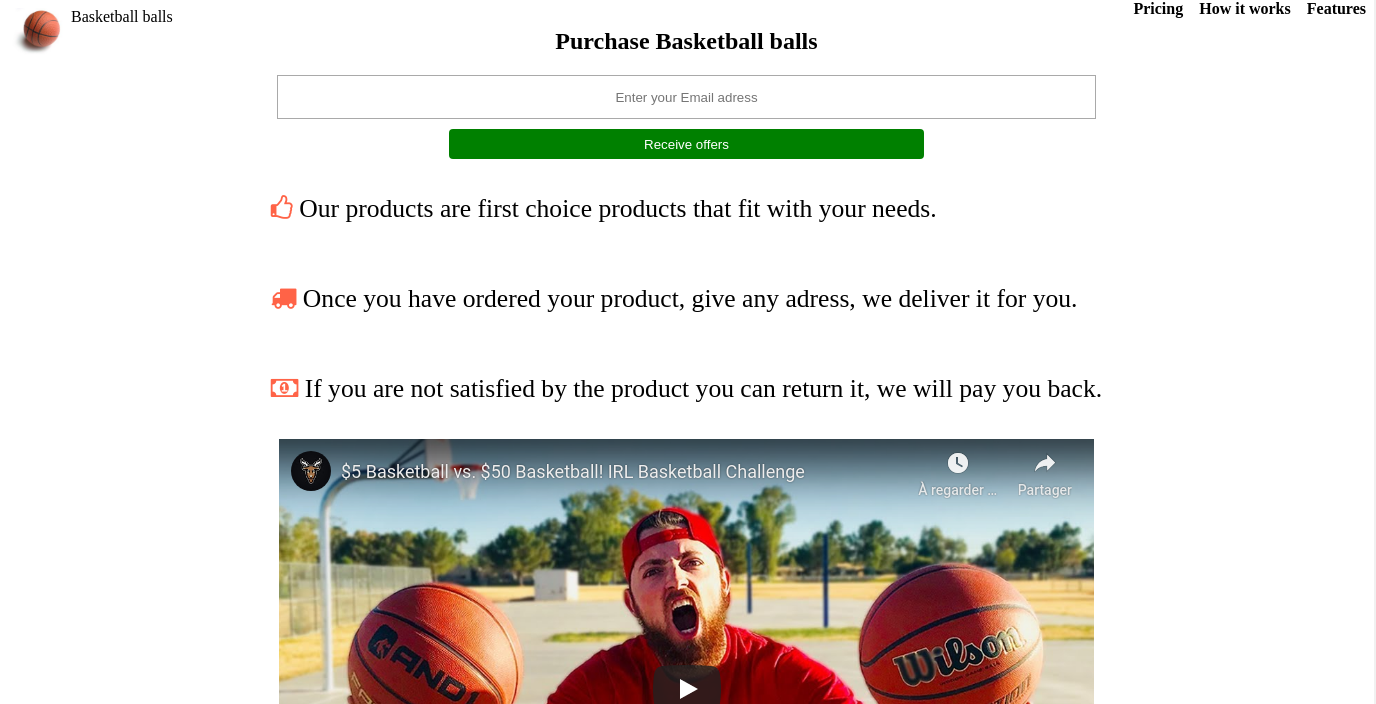 Basketball balls
Pricing How it works Features
Purchase Basketball balls
Enter your Email adress
Receive offers
Our products are first choice products that fit with your needs.
Once you have ordered your product, give any adress, we deliver it for you.
If you are not satisfied by the product you can return it, we will pay you back.
$5 Basketball vs. $50 Basketball! IRL Basketball Challenge
À regarder ...
Partager
AND1
Wilson